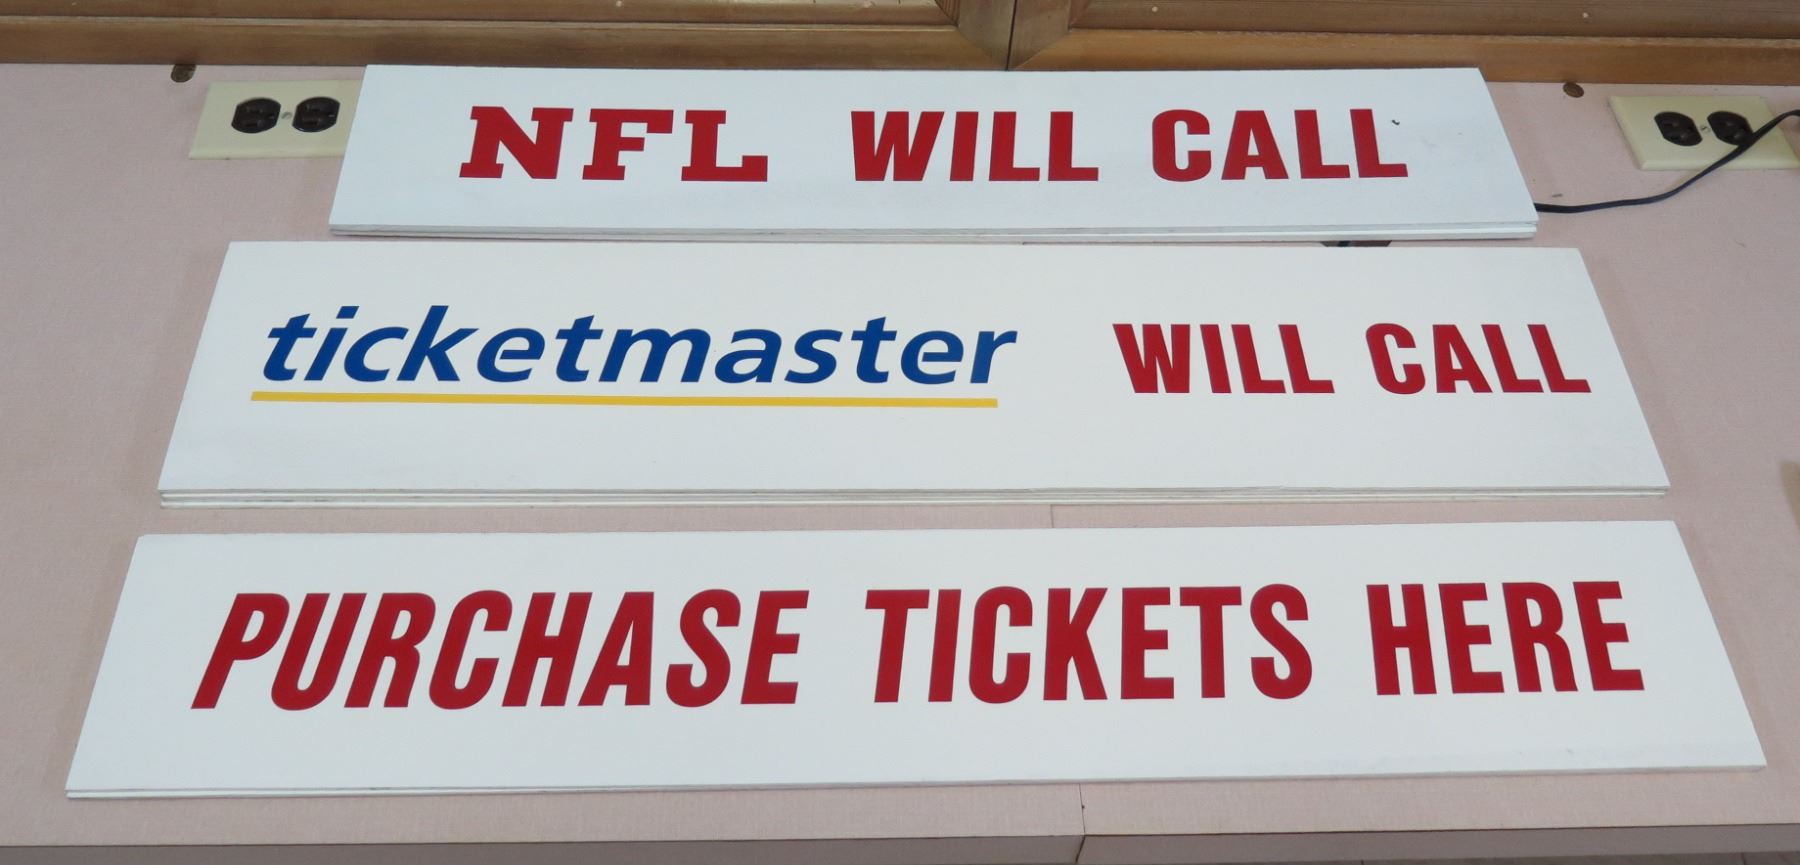 NFL WILL CALL
ticketmaster WILL CALL
PURCHASE TICKETS HERE